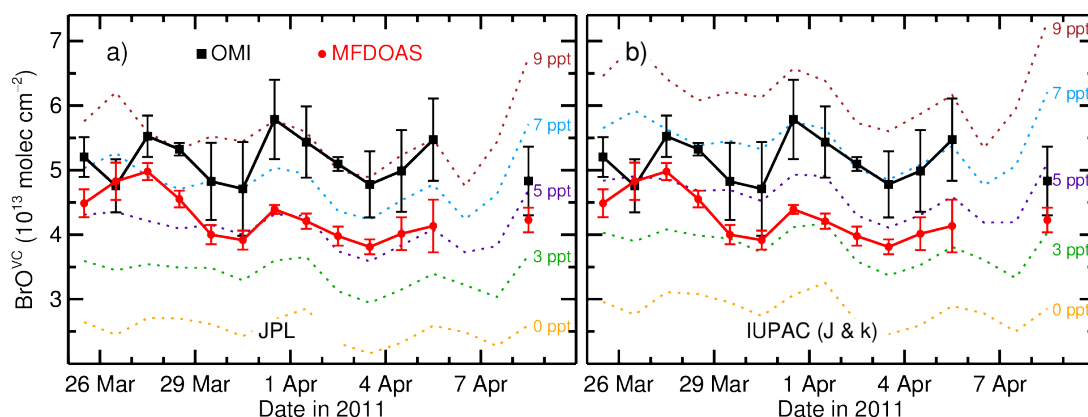 a)
OMI
MFDOAS
b)
BrO^VC (10^13 molec cm^-2)
7
6
5
4
3
9 ppt
7 ppt
5 ppt
3 ppt
0 ppt
9 ppt
7 ppt
5 ppt
3 ppt
0 ppt
JPL
IUPAC (J & k)
26 Mar 29 Mar 1 Apr 4 Apr 7 Apr
26 Mar 29 Mar 1 Apr 4 Apr 7 Apr
Date in 2011
Date in 2011